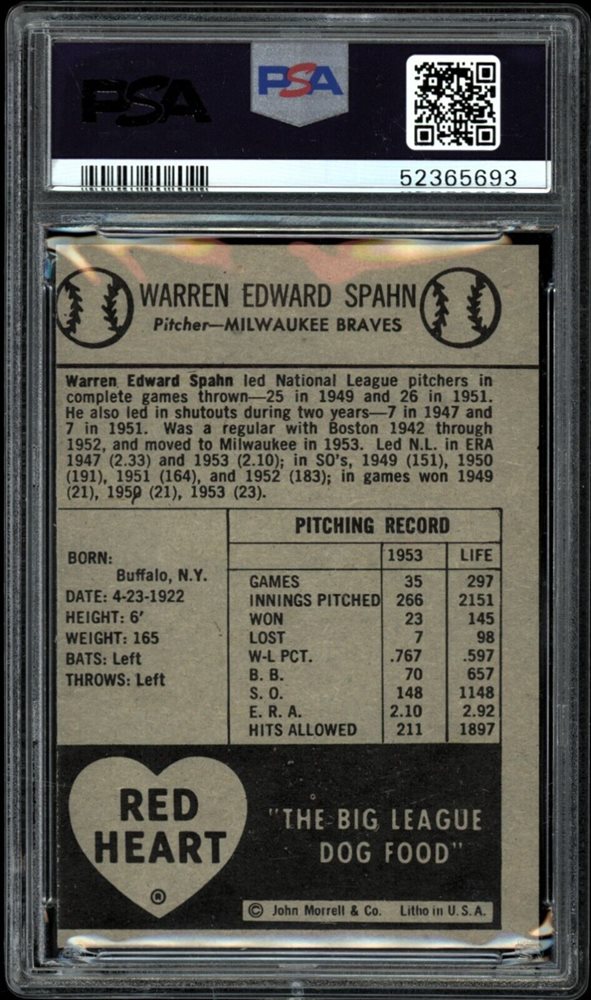 PSA
PSA
52365693
WARREN EDWARD SPAHN
Pitcher—MILWAUKEE BRAVES
Warren Edward Spahn led National League pitchers in
complete games thrown—25 in 1949 and 26 in 1951.
He also led in shutouts during two years—7 in 1947 and
7 in 1951. Was a regular with Boston 1942 through
1952, and moved to Milwaukee in 1953. Led N.L. in ERA
1947 (2.33) and 1953 (2.10); in SO's, 1949 (151), 1950
(191), 1951 (164), and 1952 (183); in games won 1949
(21), 1950 (21), 1953 (23).
BORN:
Buffalo, N.Y.
DATE: 4-23-1922
HEIGHT: 6'
WEIGHT: 165
BATS: Left
THROWS: Left
PITCHING RECORD
1953 LIFE
GAMES 35 297
INNINGS PITCHED 266 2151
WON 23 145
LOST 7 98
W-L PCT. .767 .597
B. B. 70 657
S. O. 148 1148
E. R. A. 2.10 2.92
HITS ALLOWED 211 1897
RED
HEART
®
"THE BIG LEAGUE
DOG FOOD"
© John Morrell & Co. Litho in U.S.A.